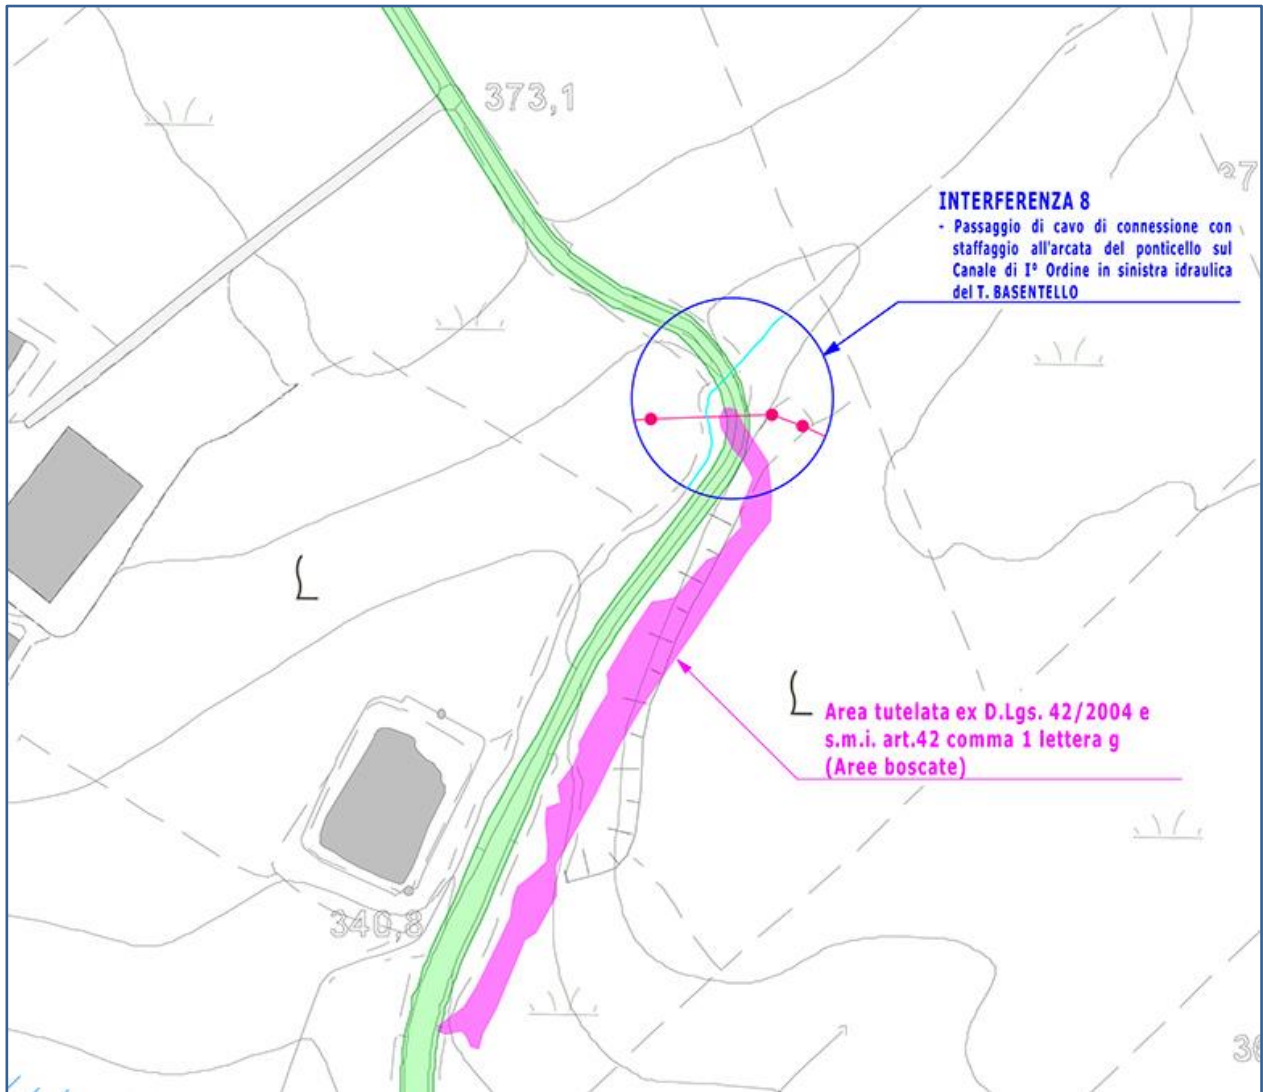 373,1
INTERFERENZA 8
- Passaggio di cavo di connessione con
staffaggio all'arcata del ponticello sul
Canale di I° Ordine in sinistra idraulica
del T. BASENTELLO
Area tutelata ex D.Lgs. 42/2004 e
s.m.i. art.42 comma 1 lettera g
(Aree boscate)
340,8